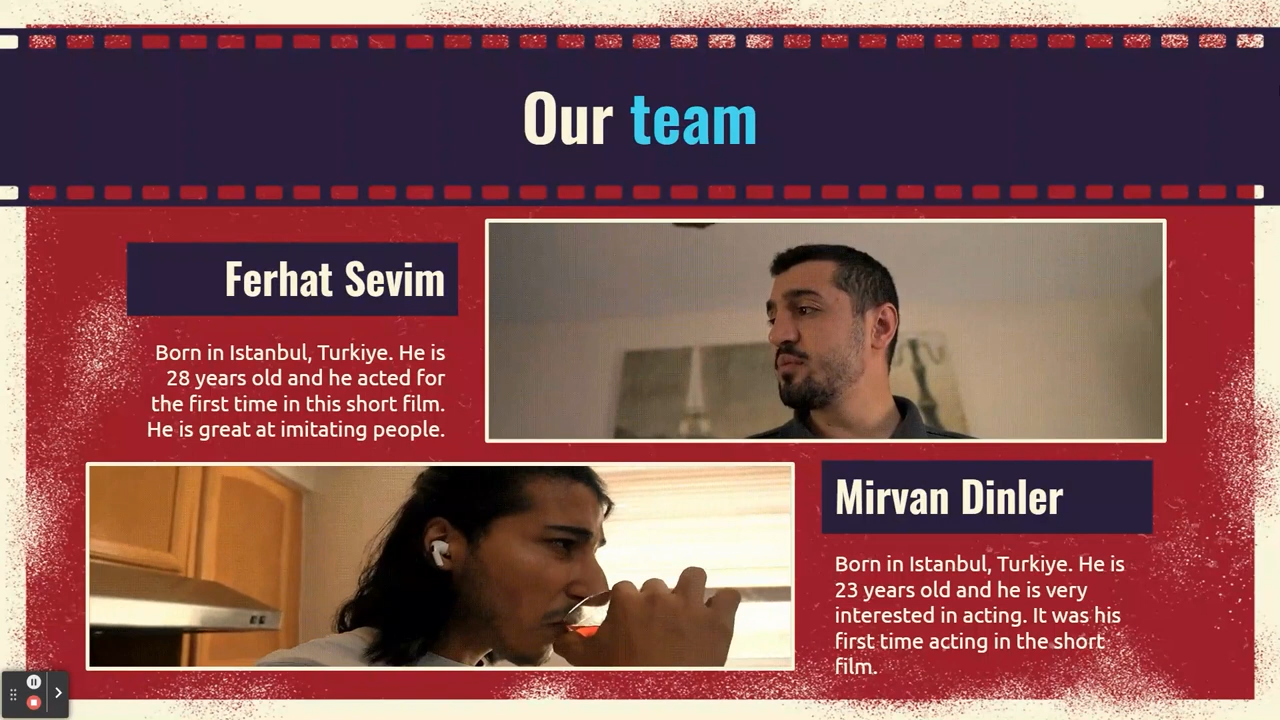 Our team
Ferhat Sevim
Born in Istanbul, Turkiye. He is
28 years old and he acted for
the first time in this short film.
He is great at imitating people.
Mirvan Dinler
Born in Istanbul, Turkiye. He is
23 years old and he is very
interested in acting. It was his
first time acting in the short
film.